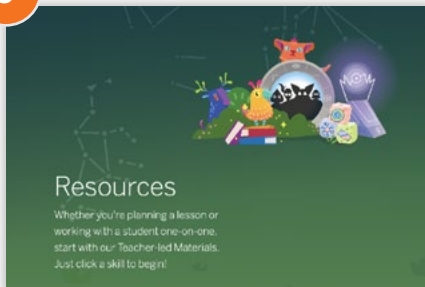 Resources
Whether you're planning a lesson or
working with a student one-on-one,
start with our Teacher-led Materials.
Just click a skill to begin!